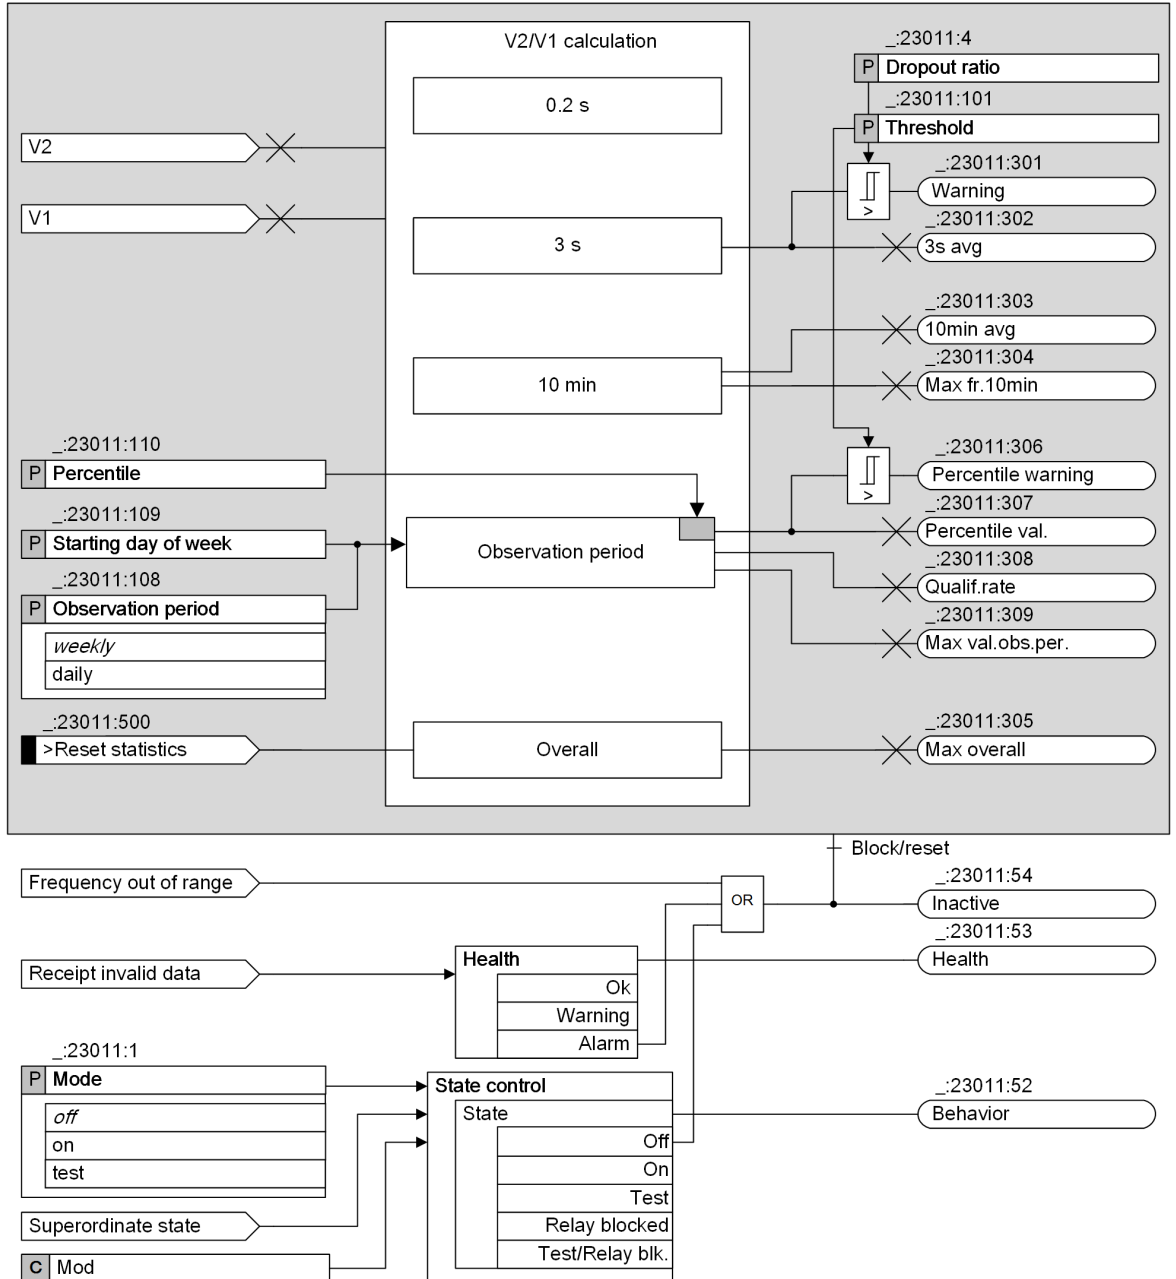 V2/V1 calculation
_:23011:4
P Dropout ratio
0.2 s
_:23011:101
P Threshold
V2
_:23011:301
Warning
>
V1
_:23011:302
3s avg
3 s
_:23011:303
10min avg
_:23011:304
Max fr.10min
10 min
_:23011:110
P Percentile
_:23011:306
Percentile warning
>
_:23011:109
P Starting day of week
_:23011:307
Percentile val.
Observation period
_:23011:308
Qualif.rate
_:23011:108
P Observation period
weekly
daily
_:23011:309
Max val.obs.per.
_:23011:500
>Reset statistics
Overall
_:23011:305
Max overall
Block/reset
Frequency out of range
OR
_:23011:54
Inactive
_:23011:53
Health
Receipt invalid data
Health
Ok
Warning
Alarm
_:23011:1
P Mode
off
on
test
State control
State
Off
On
Test
Relay blocked
Test/Relay blk.
_:23011:52
Behavior
Superordinate state
C Mod